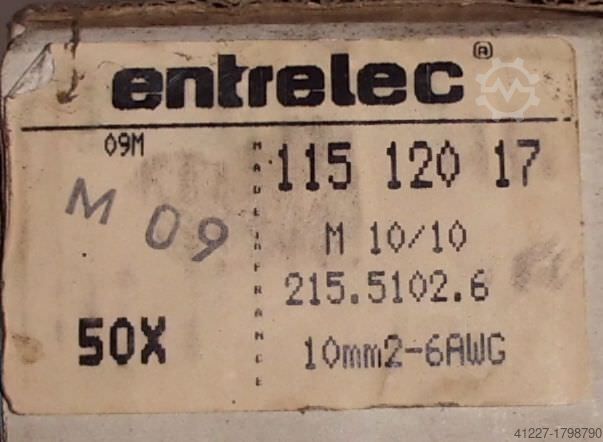 entrelec®
09M
M 09
50X
MADE IN FRANCE
115 120 17
M 10/10
215.5102.6
10mm2-6AWG
41227-1798790